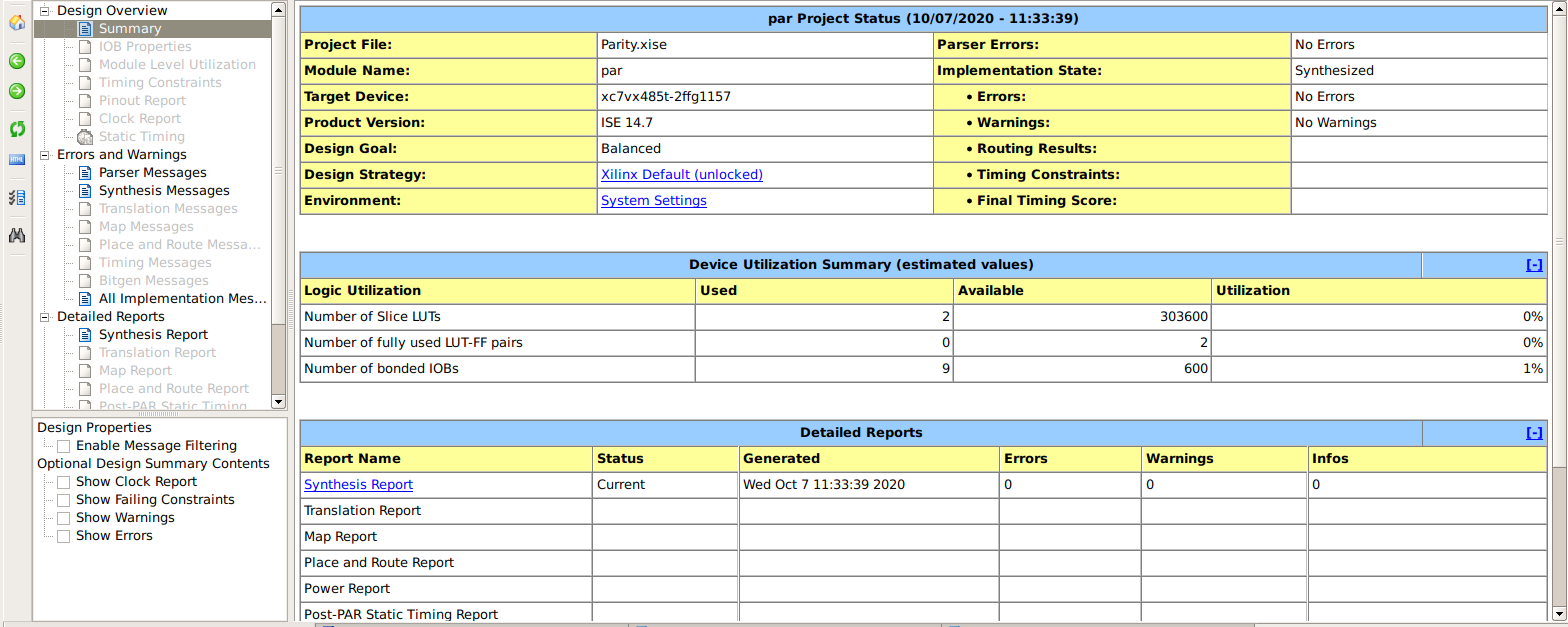 Design Overview
Summary
IOB Properties
Module Level Utilization
Timing Constraints
Pinout Report
Clock Report
Static Timing
Errors and Warnings
Parser Messages
Synthesis Messages
Translation Messages
Map Messages
Place and Route Messa...
Timing Messages
Bitgen Messages
All Implementation Mes...
Detailed Reports
Synthesis Report
Translation Report
Map Report
Place and Route Report
Post-PAR Static Timing
Design Properties
Enable Message Filtering
Optional Design Summary Contents
Show Clock Report
Show Failing Constraints
Show Warnings
Show Errors
par Project Status (10/07/2020 - 11:33:39)
Project File: Parity.xise Parser Errors: No Errors
Module Name: par Implementation State: Synthesized
Target Device: xc7vx485t-2ffg1157 • Errors: No Errors
Product Version: ISE 14.7 • Warnings: No Warnings
Design Goal: Balanced • Routing Results:
Design Strategy: Xilinx Default (unlocked) • Timing Constraints:
Environment: System Settings • Final Timing Score:
Device Utilization Summary (estimated values) [-]
Logic Utilization Used Available Utilization
Number of Slice LUTs 2 303600 0%
Number of fully used LUT-FF pairs 0 2 0%
Number of bonded IOBs 9 600 1%
Detailed Reports [-]
Report Name Status Generated Errors Warnings Infos
Synthesis Report Current Wed Oct 7 11:33:39 2020 0 0 0
Translation Report
Map Report
Place and Route Report
Power Report
Post-PAR Static Timing Report
HTML